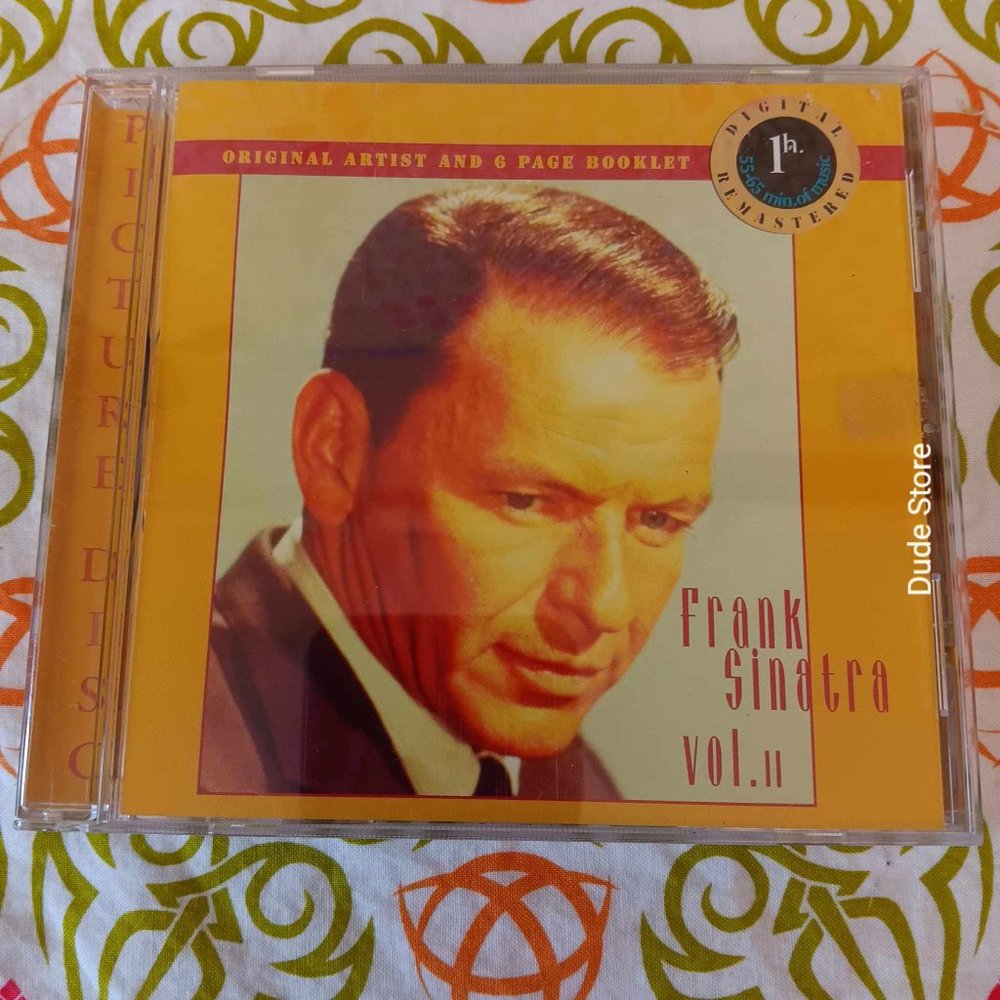 PICTURE DISC
ORIGINAL ARTIST AND 6 PAGE BOOKLET
DIGITAL
1h.
55-65 min.of music
REMASTERED
Frank
Sinatra
vol.II
Dude Store